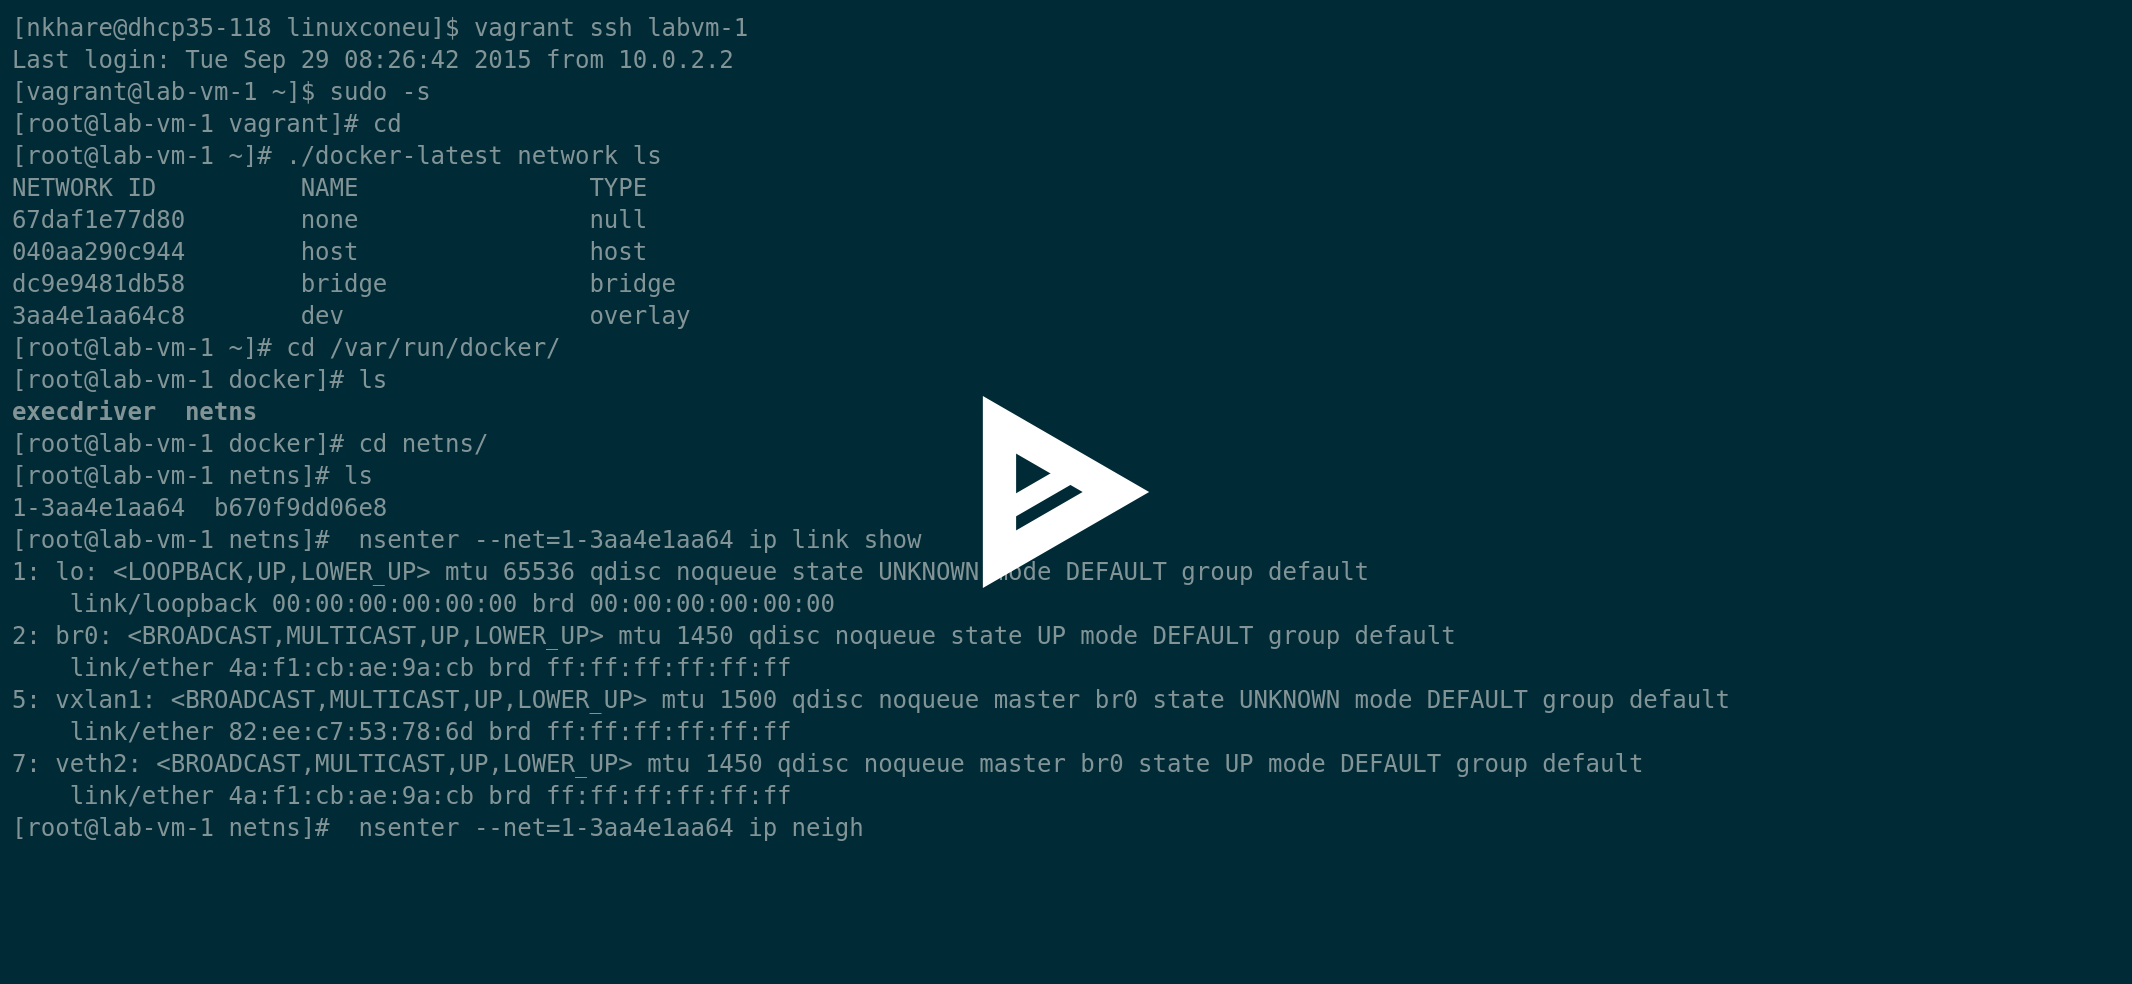 [nkhare@dhcp35-118 linuxconeu]$ vagrant ssh labvm-1
Last login: Tue Sep 29 08:26:42 2015 from 10.0.2.2
[vagrant@lab-vm-1 ~]$ sudo -s
[root@lab-vm-1 vagrant]# cd
[root@lab-vm-1 ~]# ./docker-latest network ls
NETWORK ID          NAME                TYPE
67daf1e77d80        none                null
040aa290c944        host                host
dc9e9481db58        bridge              bridge
3aa4e1aa64c8        dev                 overlay
[root@lab-vm-1 ~]# cd /var/run/docker/
[root@lab-vm-1 docker]# ls
execdriver  netns
[root@lab-vm-1 docker]# cd netns/
[root@lab-vm-1 netns]# ls
1-3aa4e1aa64  b670f9dd06e8
[root@lab-vm-1 netns]#  nsenter --net=1-3aa4e1aa64 ip link show
1: lo: <LOOPBACK,UP,LOWER_UP> mtu 65536 qdisc noqueue state UNKNOWN mode DEFAULT group default
    link/loopback 00:00:00:00:00:00 brd 00:00:00:00:00:00
2: br0: <BROADCAST,MULTICAST,UP,LOWER_UP> mtu 1450 qdisc noqueue state UP mode DEFAULT group default
    link/ether 4a:f1:cb:ae:9a:cb brd ff:ff:ff:ff:ff:ff
5: vxlan1: <BROADCAST,MULTICAST,UP,LOWER_UP> mtu 1500 qdisc noqueue master br0 state UNKNOWN mode DEFAULT group default
    link/ether 82:ee:c7:53:78:6d brd ff:ff:ff:ff:ff:ff
7: veth2: <BROADCAST,MULTICAST,UP,LOWER_UP> mtu 1450 qdisc noqueue master br0 state UP mode DEFAULT group default
    link/ether 4a:f1:cb:ae:9a:cb brd ff:ff:ff:ff:ff:ff
[root@lab-vm-1 netns]#  nsenter --net=1-3aa4e1aa64 ip neigh